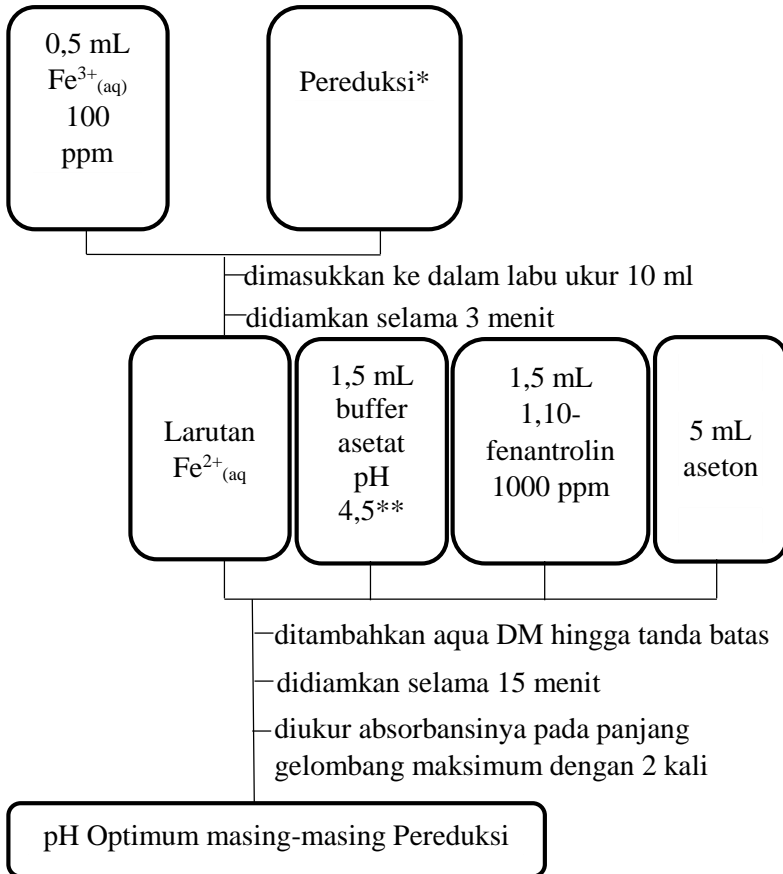 0,5 mL
Fe³⁺₍ₐq₎
100
ppm
Pereduksi*
dimasukkan ke dalam labu ukur 10 ml
didiamkan selama 3 menit
Larutan
Fe²⁺₍ₐq
1,5 mL
buffer
asetat
pH
4,5**
1,5 mL
1,10-
fenantrolin
1000 ppm
5 mL
aseton
ditambahkan aqua DM hingga tanda batas
didiamkan selama 15 menit
diukur absorbansinya pada panjang
gelombang maksimum dengan 2 kali
pH Optimum masing-masing Pereduksi